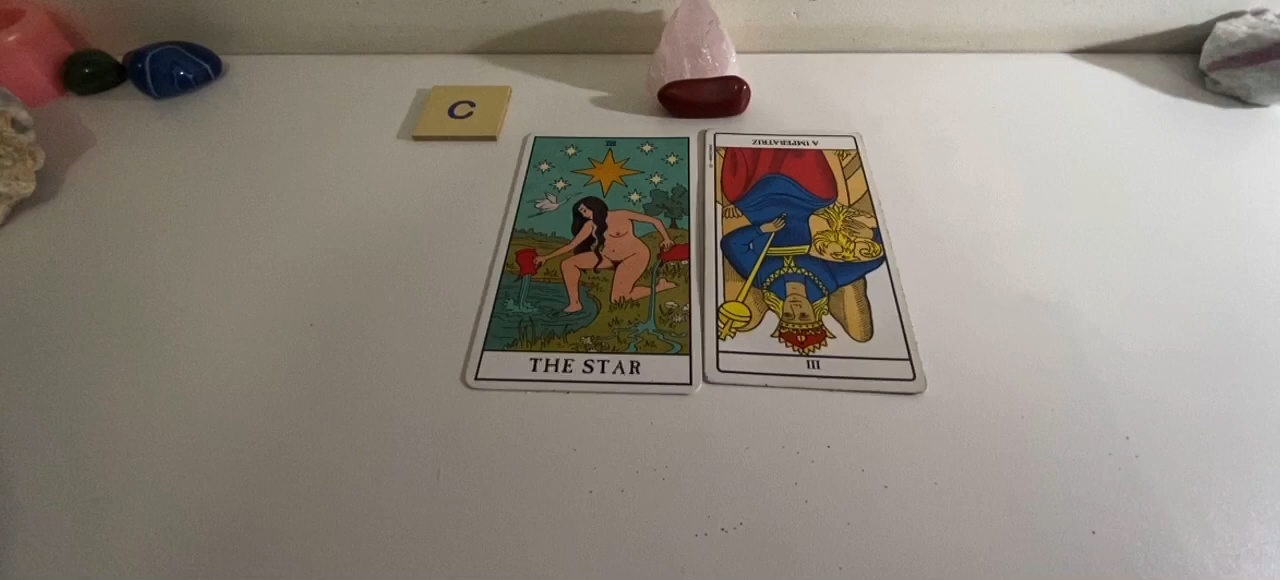 C
A IMPERATRIZ
THE STAR
III